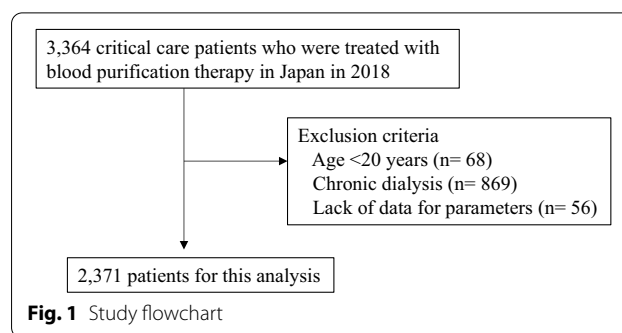 3,364 critical care patients who were treated with
blood purification therapy in Japan in 2018
Exclusion criteria
Age <20 years (n= 68)
Chronic dialysis (n= 869)
Lack of data for parameters (n= 56)
2,371 patients for this analysis
Fig. 1 Study flowchart